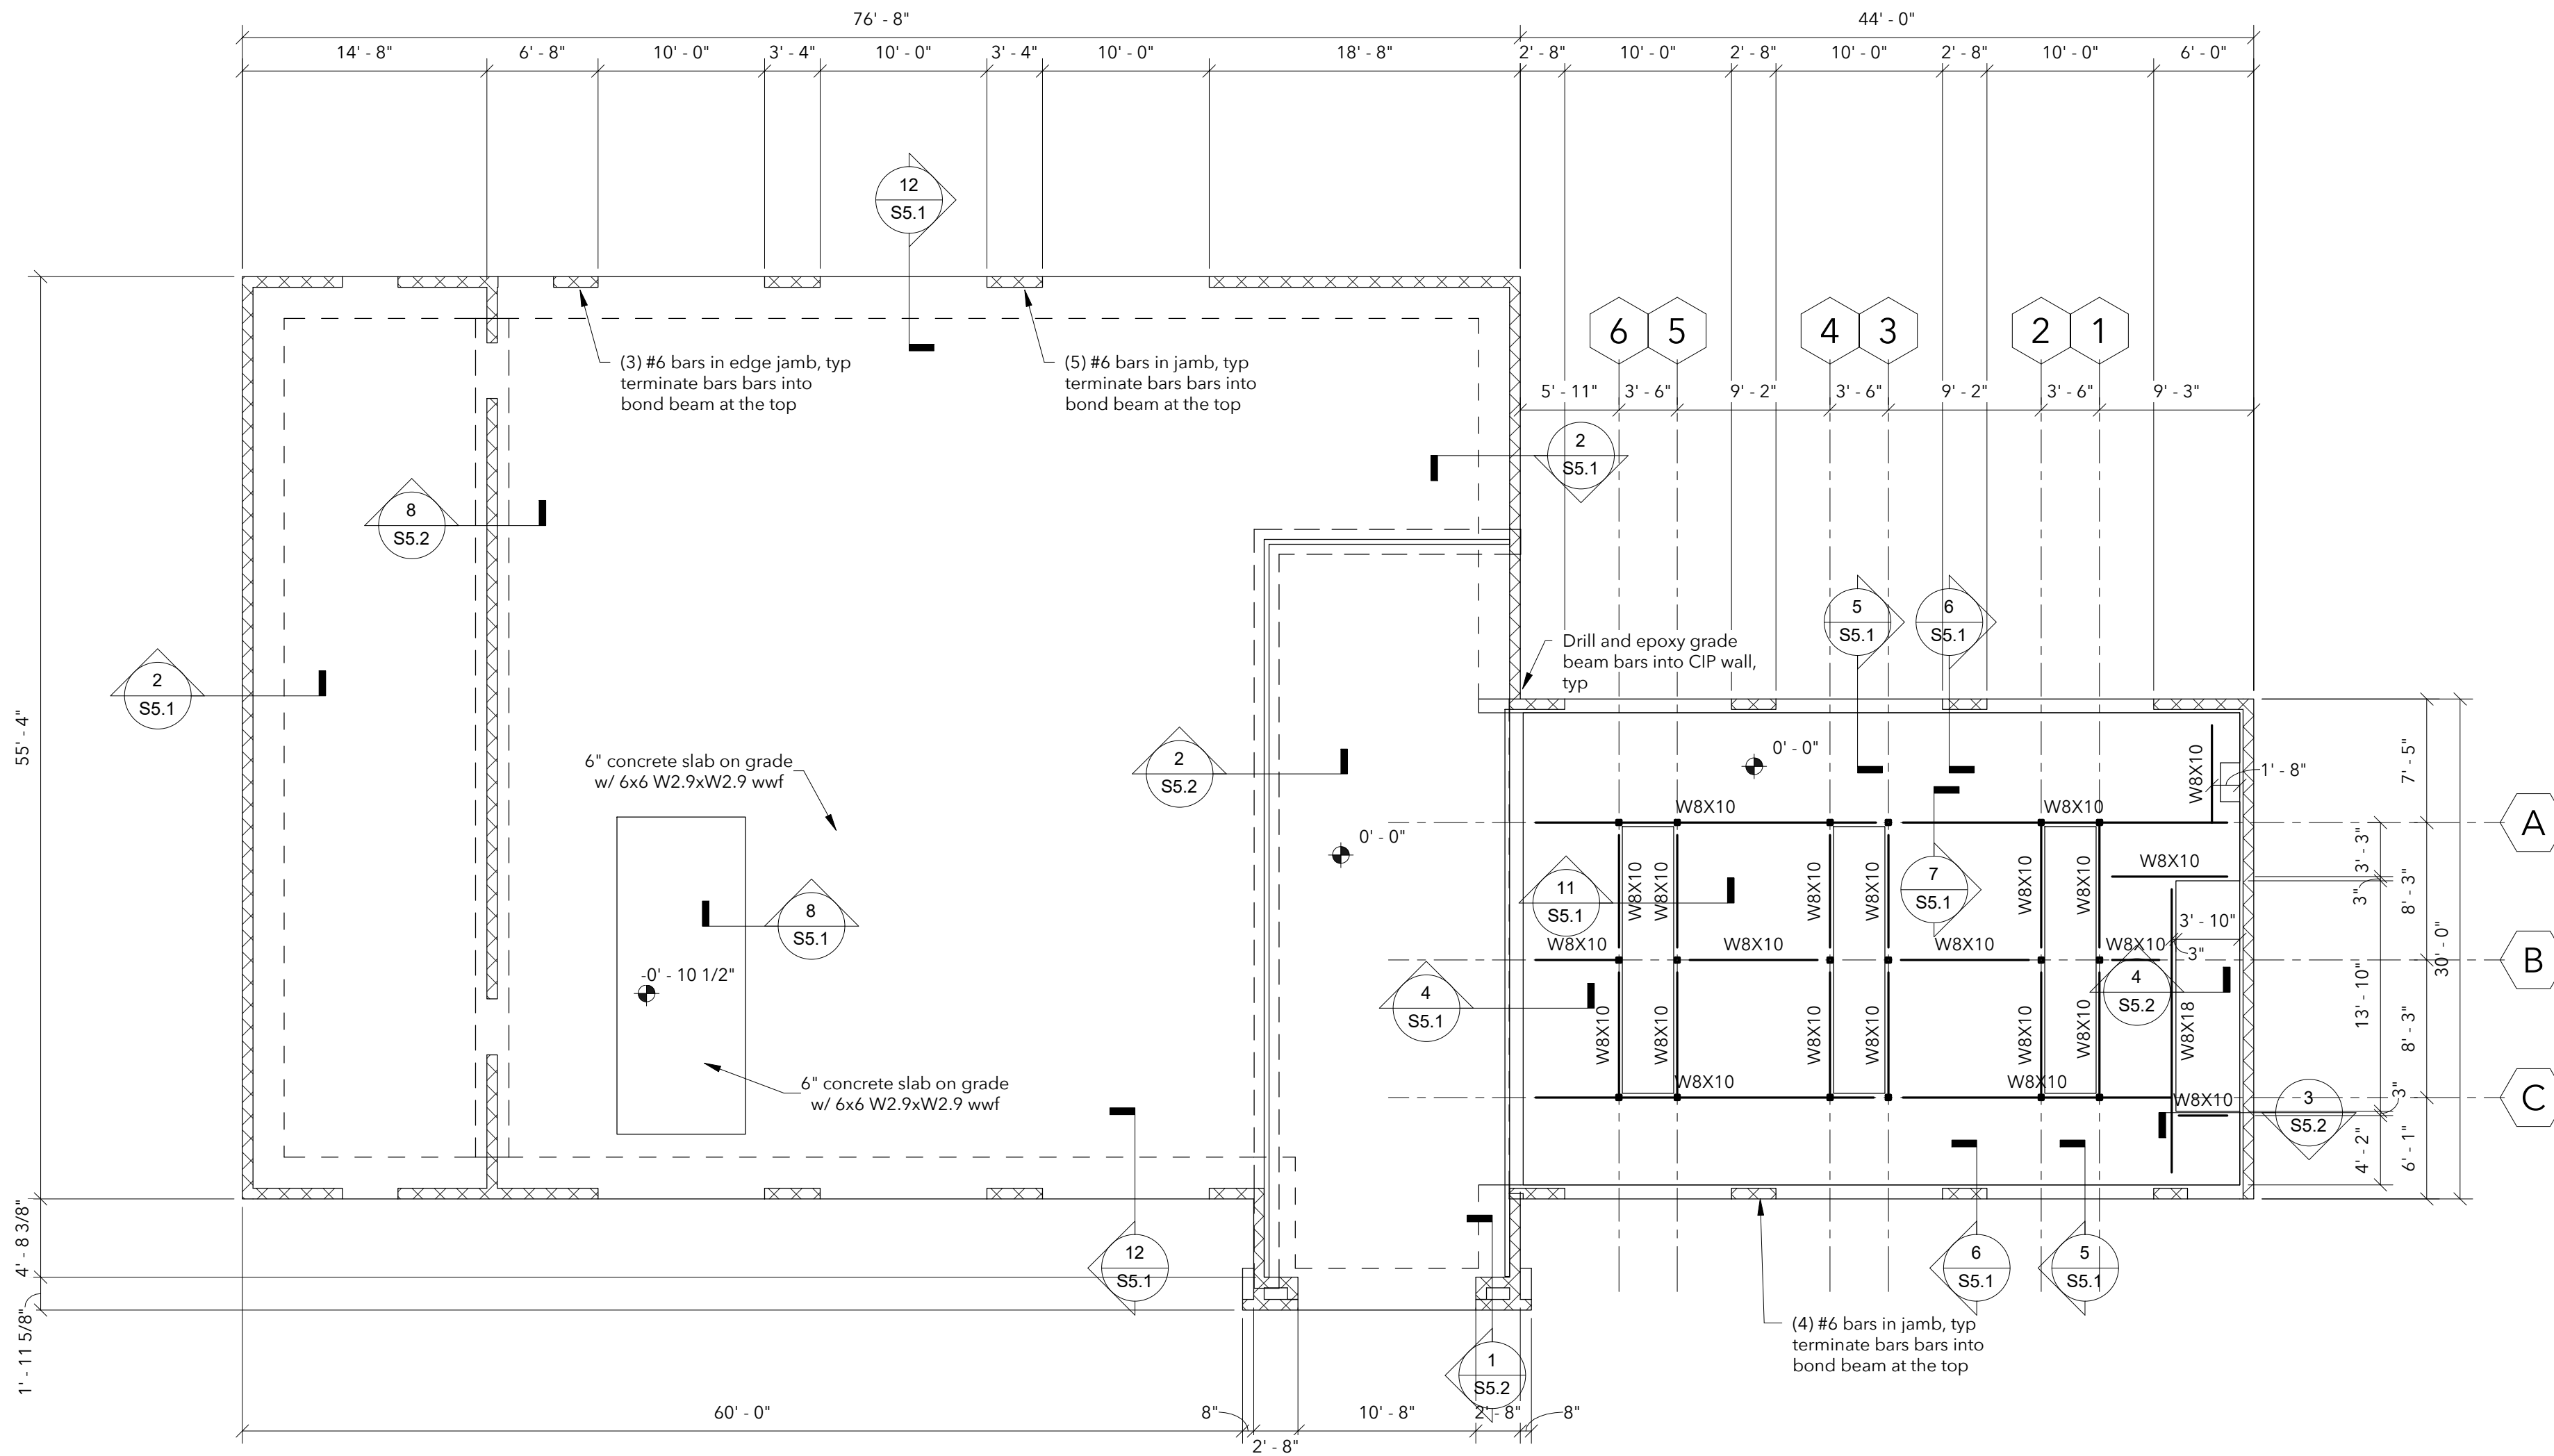 76' - 8"
44' - 0"
14' - 8"
6' - 8"
10' - 0"
3' - 4"
10' - 0"
3' - 4"
10' - 0"
18' - 8"
2' - 8"
10' - 0"
2' - 8"
10' - 0"
2' - 8"
10' - 0"
6' - 0"
12
S5.1
6
5
4
3
2
1
(3) #6 bars in edge jamb, typ
terminate bars bars into
bond beam at the top
(5) #6 bars in jamb, typ
terminate bars bars into
bond beam at the top
5' - 11"
3' - 6"
9' - 2"
3' - 6"
9' - 2"
3' - 6"
9' - 3"
2
S5.1
8
S5.2
5
S5.1
6
S5.1
Drill and epoxy grade
beam bars into CIP wall,
typ
2
S5.1
55' - 4"
6" concrete slab on grade
w/ 6x6 W2.9xW2.9 wwf
2
S5.2
0' - 0"
0' - 0"
W8X10
1' - 8"
7' - 5"
W8X10
W8X10
A
3' - 3"
W8X10
8' - 3"
3"
11
S5.1
W8X10
W8X10
W8X10
W8X10
7
S5.1
W8X10
W8X10
8
S5.1
3' - 10"
3"
30' - 0"
W8X10
W8X10
W8X10
W8X10
B
-0' - 10 1/2"
4
S5.1
4
S5.2
13' - 10"
W8X10
W8X10
W8X10
W8X10
W8X10
W8X10
W8X18
8' - 3"
6" concrete slab on grade
w/ 6x6 W2.9xW2.9 wwf
W8X10
W8X10
W8X10
3"
C
3
S5.2
4' - 2"
6' - 1"
4' - 8 3/8"
12
S5.1
6
S5.1
5
S5.1
1' - 11 5/8"
(4) #6 bars in jamb, typ
terminate bars bars into
bond beam at the top
1
S5.2
60' - 0"
8"
2' - 8"
10' - 8"
2' - 8"
8"